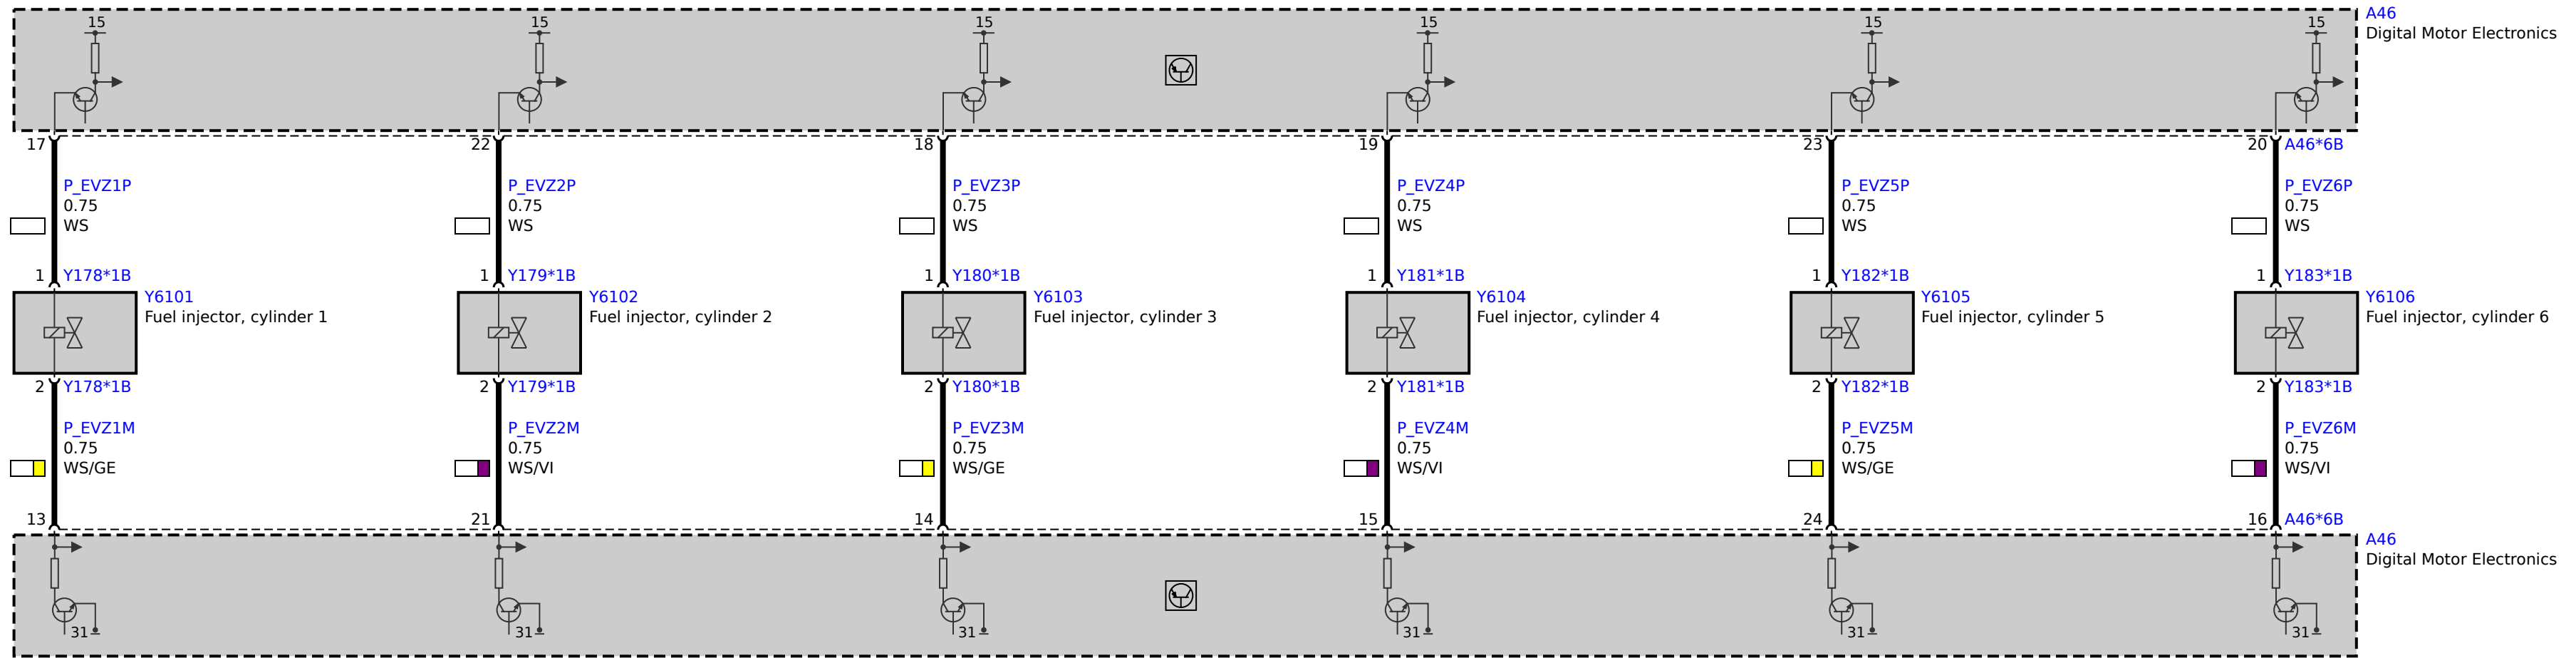 15 15 15 15 15 15
A46
Digital Motor Electronics
17 22 18 19 23 20 A46*6B
P_EVZ1P P_EVZ2P P_EVZ3P P_EVZ4P P_EVZ5P P_EVZ6P
0.75 0.75 0.75 0.75 0.75 0.75
WS WS WS WS WS WS
1 Y178*1B 1 Y179*1B 1 Y180*1B 1 Y181*1B 1 Y182*1B 1 Y183*1B
Y6101 Y6102 Y6103 Y6104 Y6105 Y6106
Fuel injector, cylinder 1 Fuel injector, cylinder 2 Fuel injector, cylinder 3 Fuel injector, cylinder 4 Fuel injector, cylinder 5 Fuel injector, cylinder 6
2 Y178*1B 2 Y179*1B 2 Y180*1B 2 Y181*1B 2 Y182*1B 2 Y183*1B
P_EVZ1M P_EVZ2M P_EVZ3M P_EVZ4M P_EVZ5M P_EVZ6M
0.75 0.75 0.75 0.75 0.75 0.75
WS/GE WS/VI WS/GE WS/VI WS/GE WS/VI
13 21 14 15 24 16 A46*6B
A46
Digital Motor Electronics
31 31 31 31 31 31